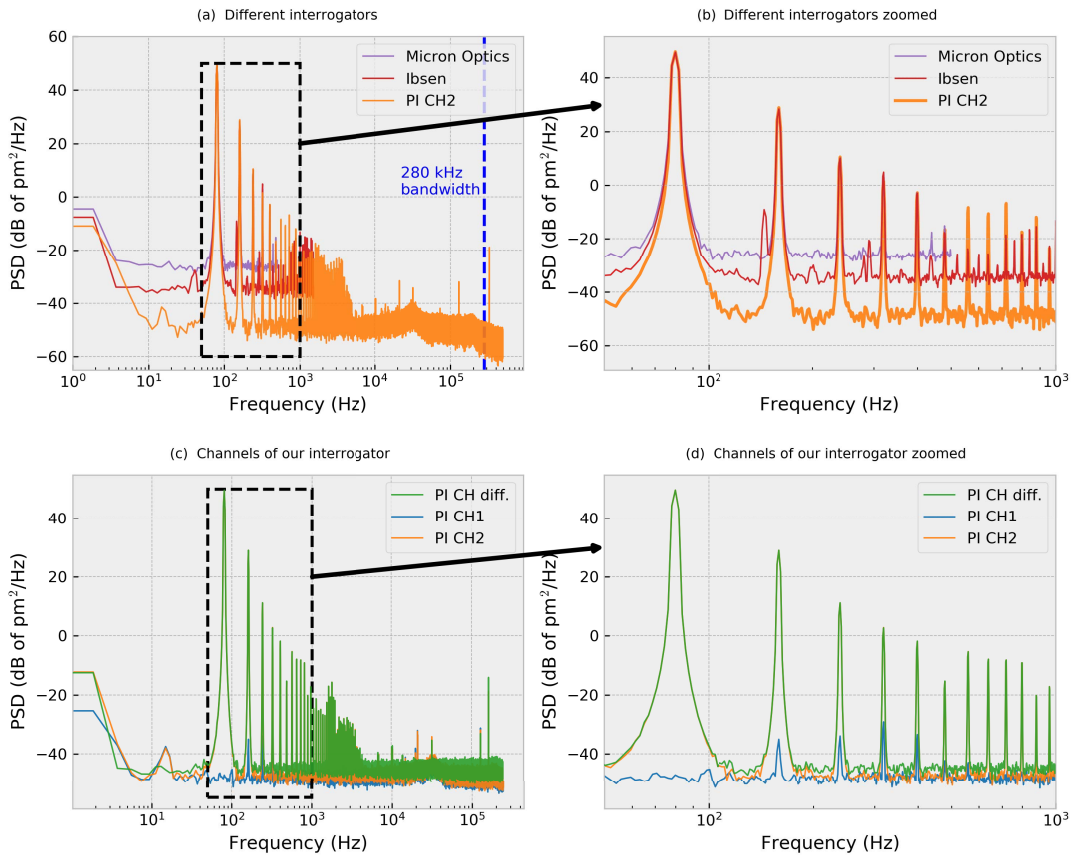 (a) Different interrogators
60
40
20
0
−20
−40
−60
PSD (dB of pm²/Hz)
10⁰ 10¹ 10² 10³ 10⁴ 10⁵
Frequency (Hz)
Micron Optics
Ibsen
PI CH2
280 kHz
bandwidth
(b) Different interrogators zoomed
40
20
0
−20
−40
−60
PSD (dB of pm²/Hz)
10² 10³
Frequency (Hz)
Micron Optics
Ibsen
PI CH2
(c) Channels of our interrogator
40
20
0
−20
−40
PSD (dB of pm²/Hz)
10¹ 10² 10³ 10⁴ 10⁵
Frequency (Hz)
PI CH diff.
PI CH1
PI CH2
(d) Channels of our interrogator zoomed
40
20
0
−20
−40
PSD (dB of pm²/Hz)
10² 10³
Frequency (Hz)
PI CH diff.
PI CH1
PI CH2